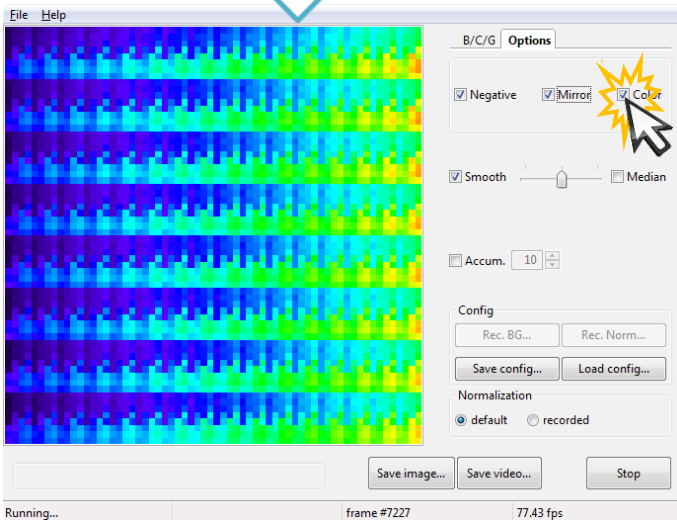 File Help
B/C/G Options
Negative Mirror Color
Smooth Median
Accum. 10
Config
Rec. BG... Rec. Norm...
Save config... Load config...
Normalization
default recorded
Save image... Save video... Stop
Running... frame #7227 77.43 fps